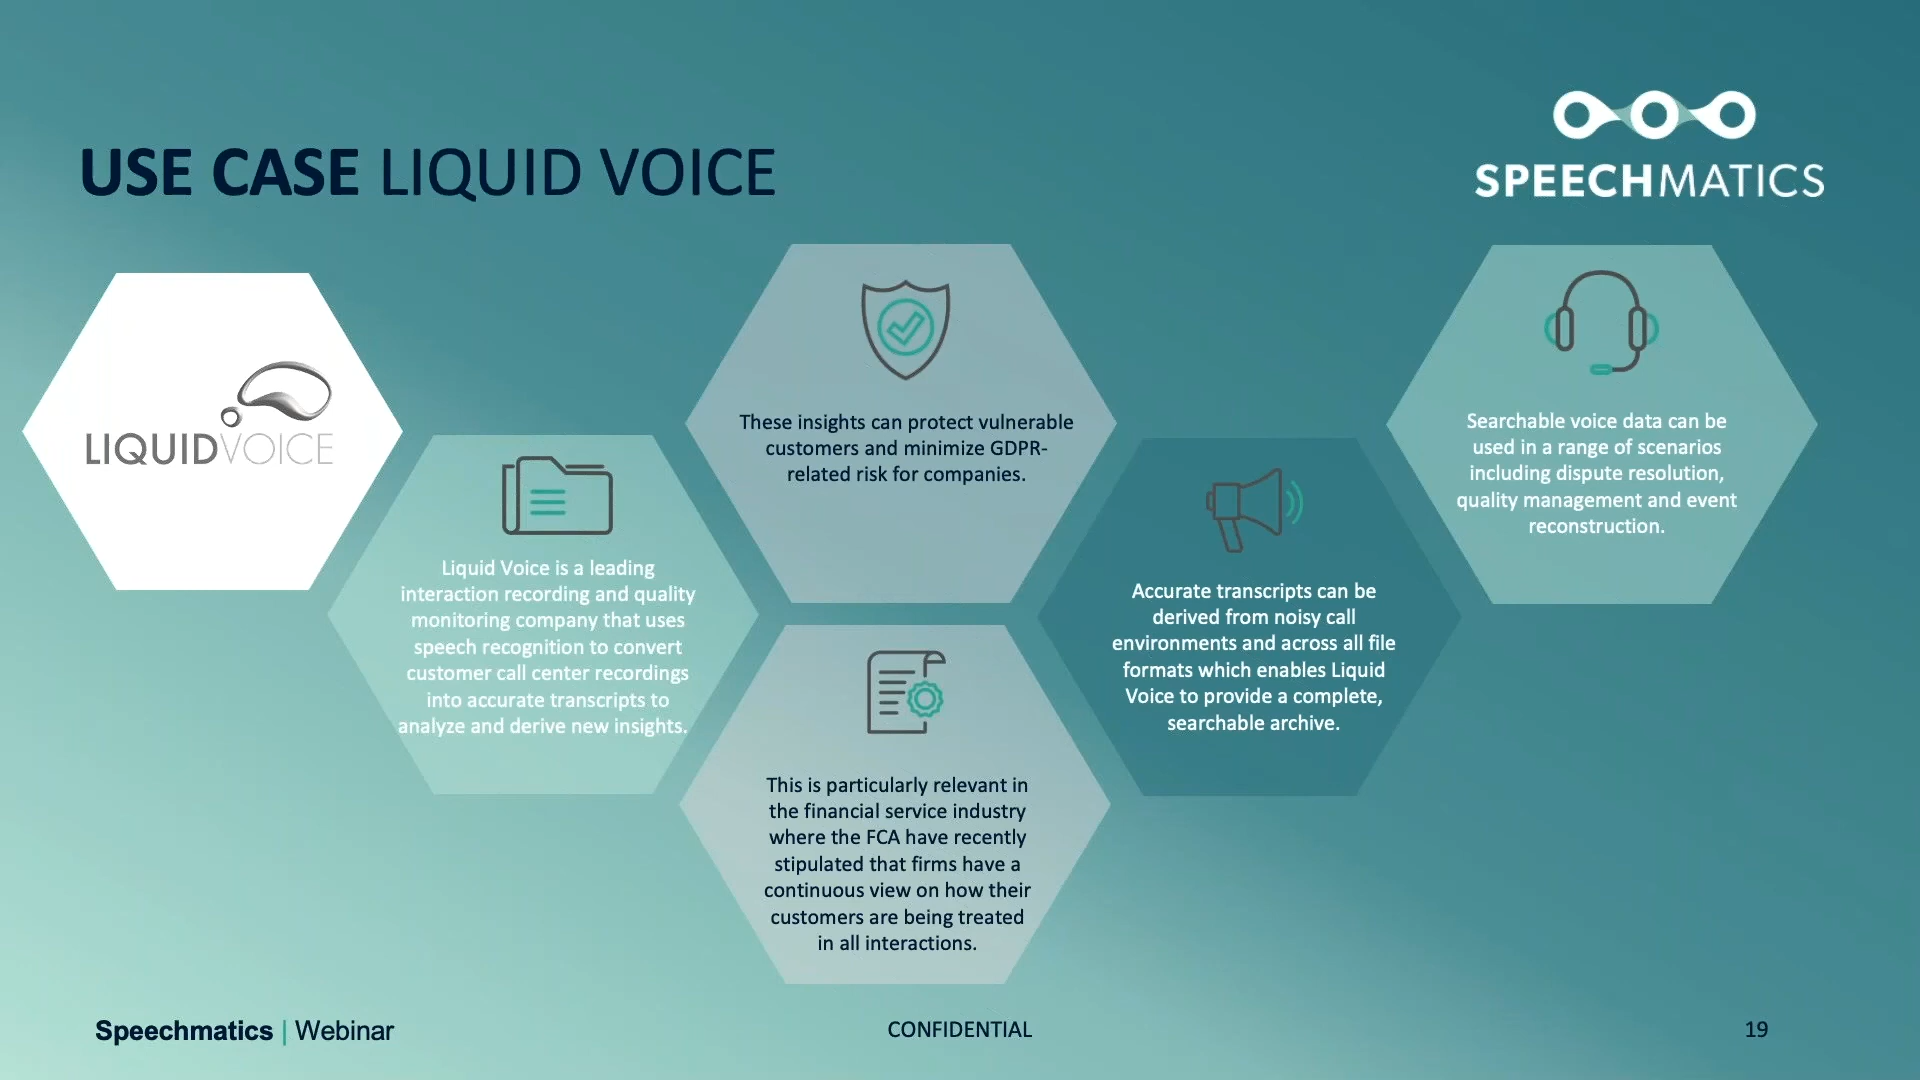 USE CASE LIQUID VOICE
SPEECHMATICS
LIQUIDVOICE
Liquid Voice is a leading
interaction recording and quality
monitoring company that uses
speech recognition to convert
customer call center recordings
into accurate transcripts to
analyze and derive new insights.
These insights can protect vulnerable
customers and minimize GDPR-
related risk for companies.
This is particularly relevant in
the financial service industry
where the FCA have recently
stipulated that firms have a
continuous view on how their
customers are being treated
in all interactions.
Accurate transcripts can be
derived from noisy call
environments and across all file
formats which enables Liquid
Voice to provide a complete,
searchable archive.
Searchable voice data can be
used in a range of scenarios
including dispute resolution,
quality management and event
reconstruction.
Speechmatics | Webinar
CONFIDENTIAL
19